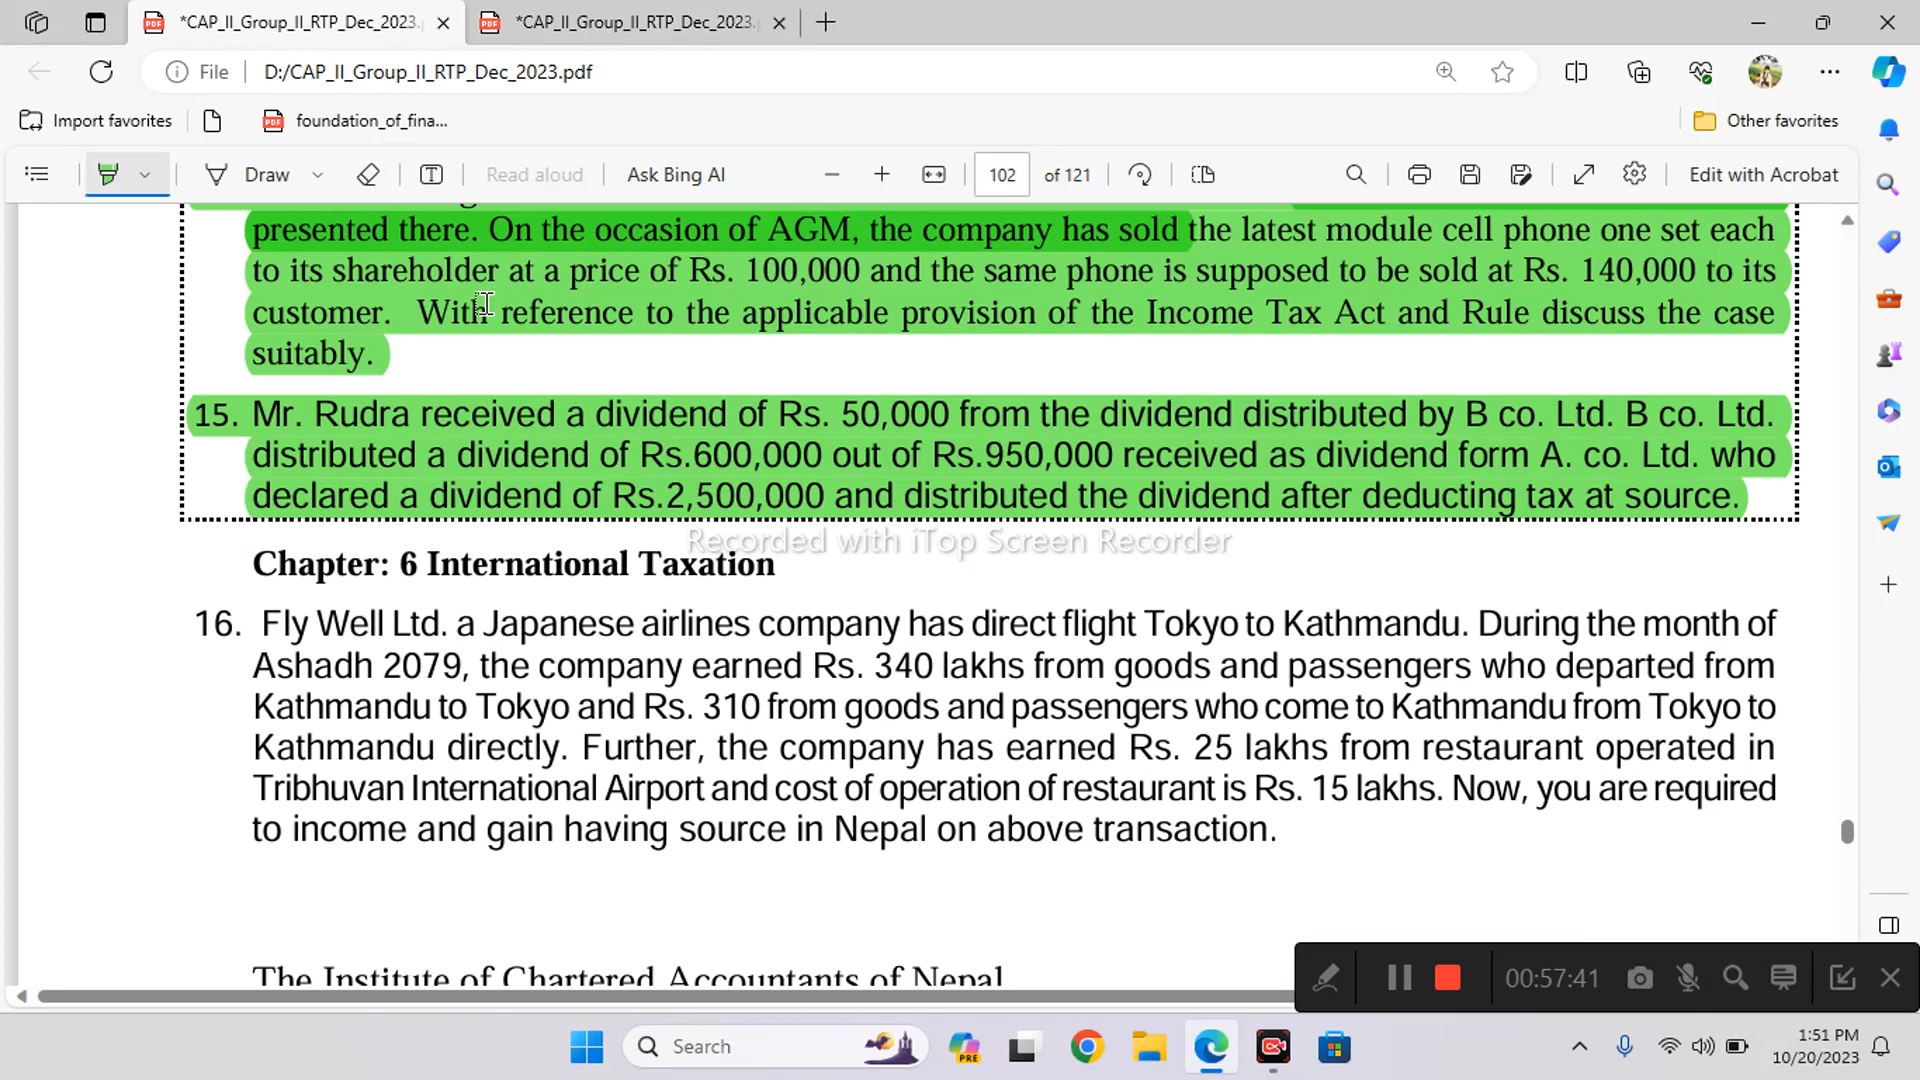 *CAP_II_Group_II_RTP_Dec_2023.
*CAP_II_Group_II_RTP_Dec_2023.
File
D:/CAP_II_Group_II_RTP_Dec_2023.pdf
Import favorites
foundation_of_fina...
Other favorites
Draw
Read aloud
Ask Bing AI
102
of 121
Edit with Acrobat
presented there. On the occasion of AGM, the company has sold the latest module cell phone one set each
to its shareholder at a price of Rs. 100,000 and the same phone is supposed to be sold at Rs. 140,000 to its
customer. With reference to the applicable provision of the Income Tax Act and Rule discuss the case
suitably.
15. Mr. Rudra received a dividend of Rs. 50,000 from the dividend distributed by B co. Ltd. B co. Ltd.
distributed a dividend of Rs.600,000 out of Rs.950,000 received as dividend form A. co. Ltd. who
declared a dividend of Rs.2,500,000 and distributed the dividend after deducting tax at source.
Recorded with iTop Screen Recorder
Chapter: 6 International Taxation
16. Fly Well Ltd. a Japanese airlines company has direct flight Tokyo to Kathmandu. During the month of
Ashadh 2079, the company earned Rs. 340 lakhs from goods and passengers who departed from
Kathmandu to Tokyo and Rs. 310 from goods and passengers who come to Kathmandu from Tokyo to
Kathmandu directly. Further, the company has earned Rs. 25 lakhs from restaurant operated in
Tribhuvan International Airport and cost of operation of restaurant is Rs. 15 lakhs. Now, you are required
to income and gain having source in Nepal on above transaction.
The Institute of Chartered Accountants of Nepal
00:57:41
Search
PRE
1:51 PM
10/20/2023